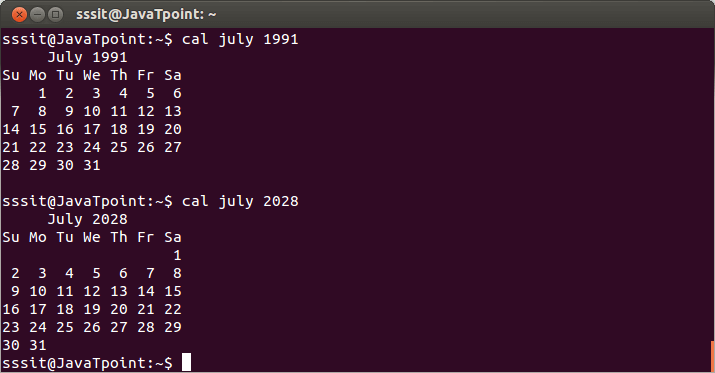 sssit@JavaTpoint: ~
sssit@JavaTpoint:~$ cal july 1991
     July 1991
Su Mo Tu We Th Fr Sa
    1  2  3  4  5  6
 7  8  9 10 11 12 13
14 15 16 17 18 19 20
21 22 23 24 25 26 27
28 29 30 31

sssit@JavaTpoint:~$ cal july 2028
     July 2028
Su Mo Tu We Th Fr Sa
                   1
 2  3  4  5  6  7  8
 9 10 11 12 13 14 15
16 17 18 19 20 21 22
23 24 25 26 27 28 29
30 31
sssit@JavaTpoint:~$